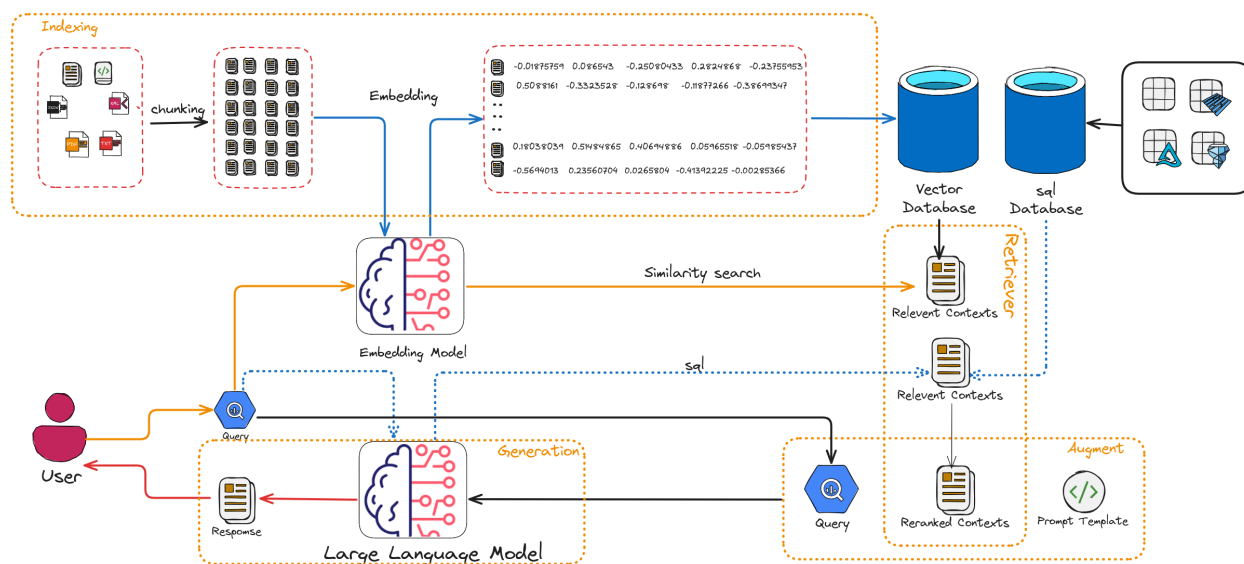 Indexing
chunking
Embedding
-0.01875759 0.086543 -0.25080433 0.2824868 -0.23755953
0.5088161 -0.3323528 -0.128698 -0.11877266 -0.38699347
0.18038039 0.51484865 0.40694886 0.05965518 -0.05985437
-0.5694013 0.23560704 0.0265804 -0.41392225 -0.00285366
PDF
TXT
Vector
Database
sql
Database
Retriever
Similarity search
Relevent Contexts
Embedding Model
sql
Relevent Contexts
Query
User
Generation
Augment
Response
Large Language Model
Query
Reranked Contexts
Prompt Template